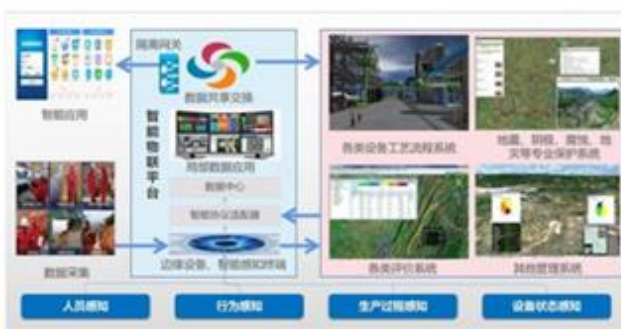 隔离网关
数据共享交换
智能应用
智能物联平台
局部数据应用
数据中心
智能协议适配器
边缘设备、智能感知终端
数据采集
各类设备工艺流程系统
地震、阴极、腐蚀、地
灾等专业保护系统
各类评价系统
其他管理系统
人员感知
行为感知
生产过程感知
设备状态感知